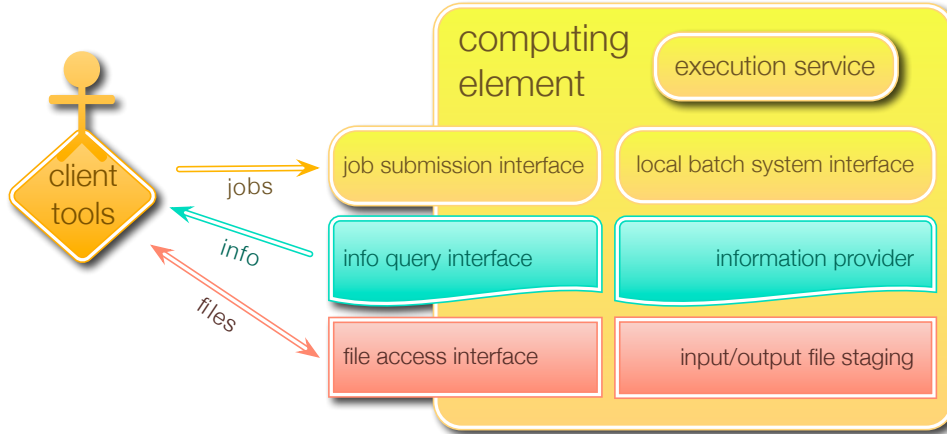 computing
element
execution service
client
tools
jobs
job submission interface
local batch system interface
info
info query interface
information provider
files
file access interface
input/output file staging